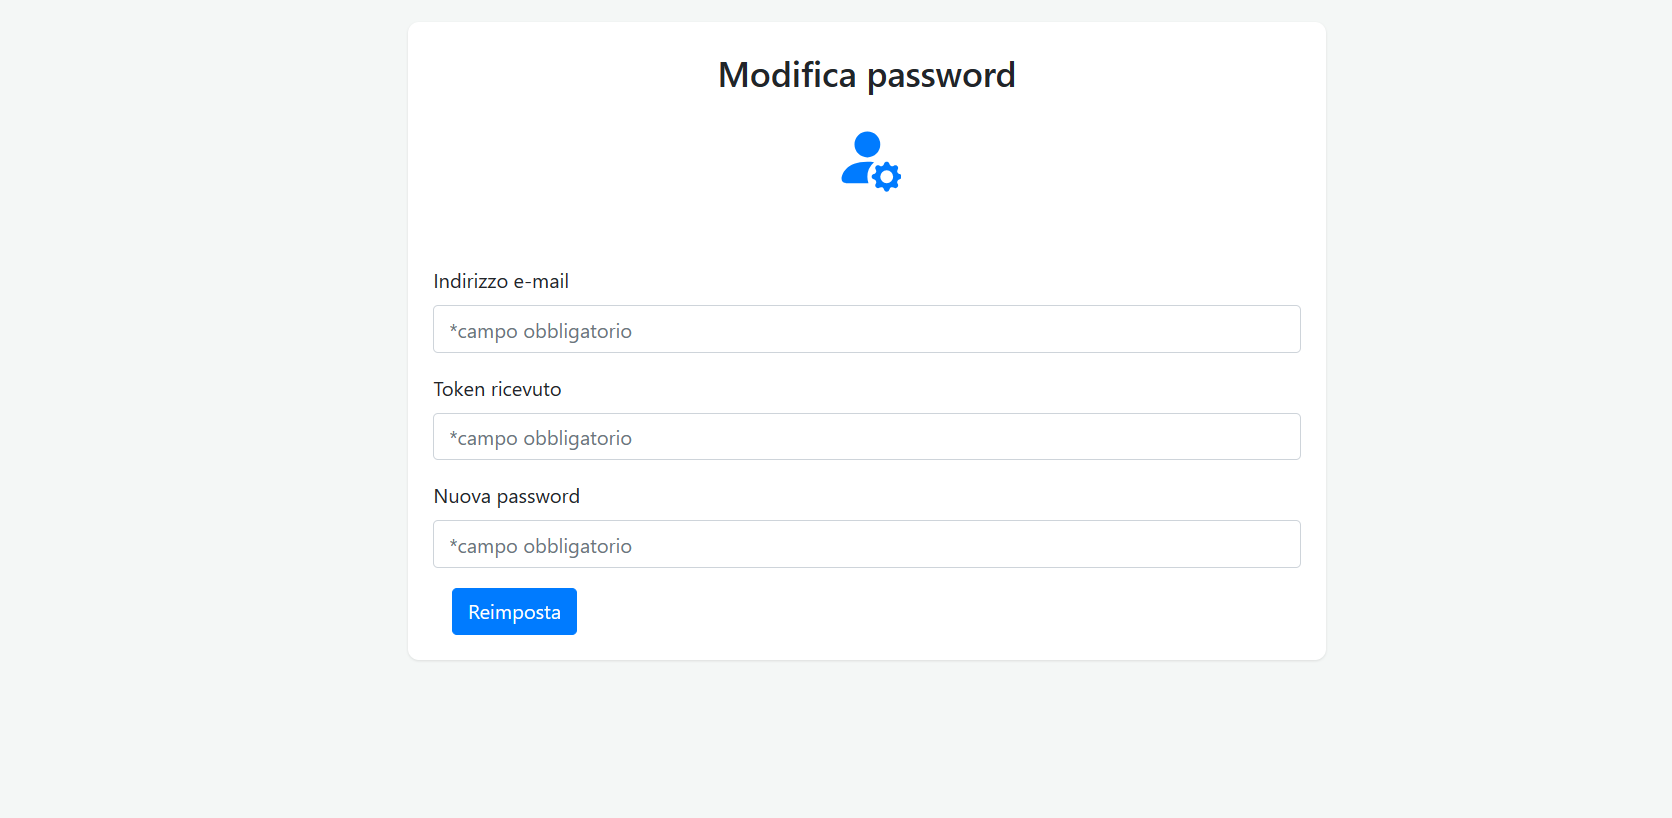 Modifica password
Indirizzo e-mail
*campo obbligatorio
Token ricevuto
*campo obbligatorio
Nuova password
*campo obbligatorio
Reimposta